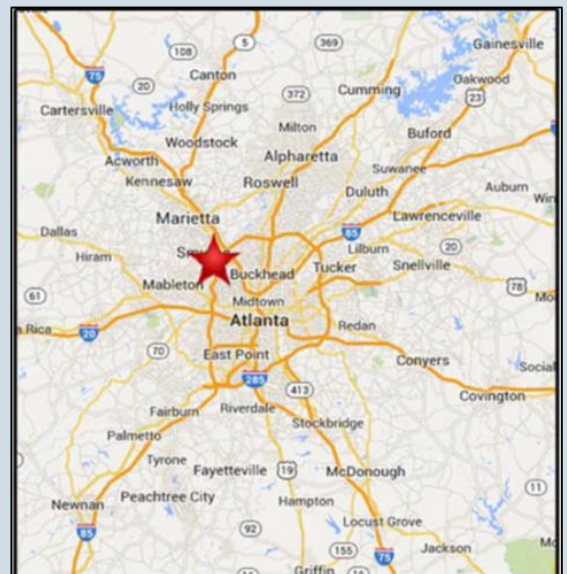 5
369
Gainesville
108
75
Canton
Oakwood
20
Cumming
23
372
Cartersville
Holly Springs
Milton
Buford
Woodstock
Alpharetta
Acworth
Suwanee
Kennesaw
Roswell
Duluth
Auburn
Marietta
Lawrenceville
Dallas
85
Lilburn
20
Hiram
Buckhead
Tucker
Snellville
Mableton
78
61
Midtown
Atlanta
Redan
20
70
East Point
Conyers
285
413
Covington
Fairburn
Riverdale
Stockbridge
Palmetto
Tyrone
Fayetteville
19
McDonough
11
Newnan
Peachtree City
Hampton
92
Locust Grove
85
155
75
Jackson
Griffin